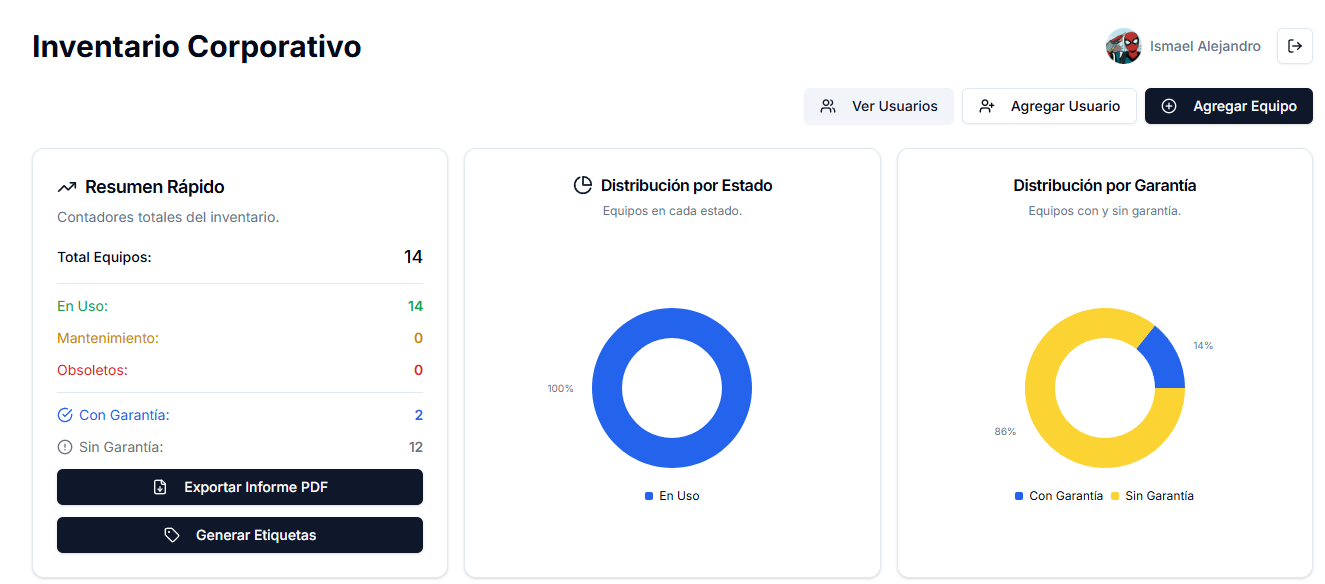 Inventario Corporativo
Ismael Alejandro
Ver Usuarios
Agregar Usuario
Agregar Equipo
Resumen Rápido
Contadores totales del inventario.
Total Equipos: 14
En Uso: 14
Mantenimiento: 0
Obsoletos: 0
Con Garantía: 2
Sin Garantía: 12
Exportar Informe PDF
Generar Etiquetas
Distribución por Estado
Equipos en cada estado.
100%
En Uso
Distribución por Garantía
Equipos con y sin garantía.
14%
86%
Con Garantía Sin Garantía